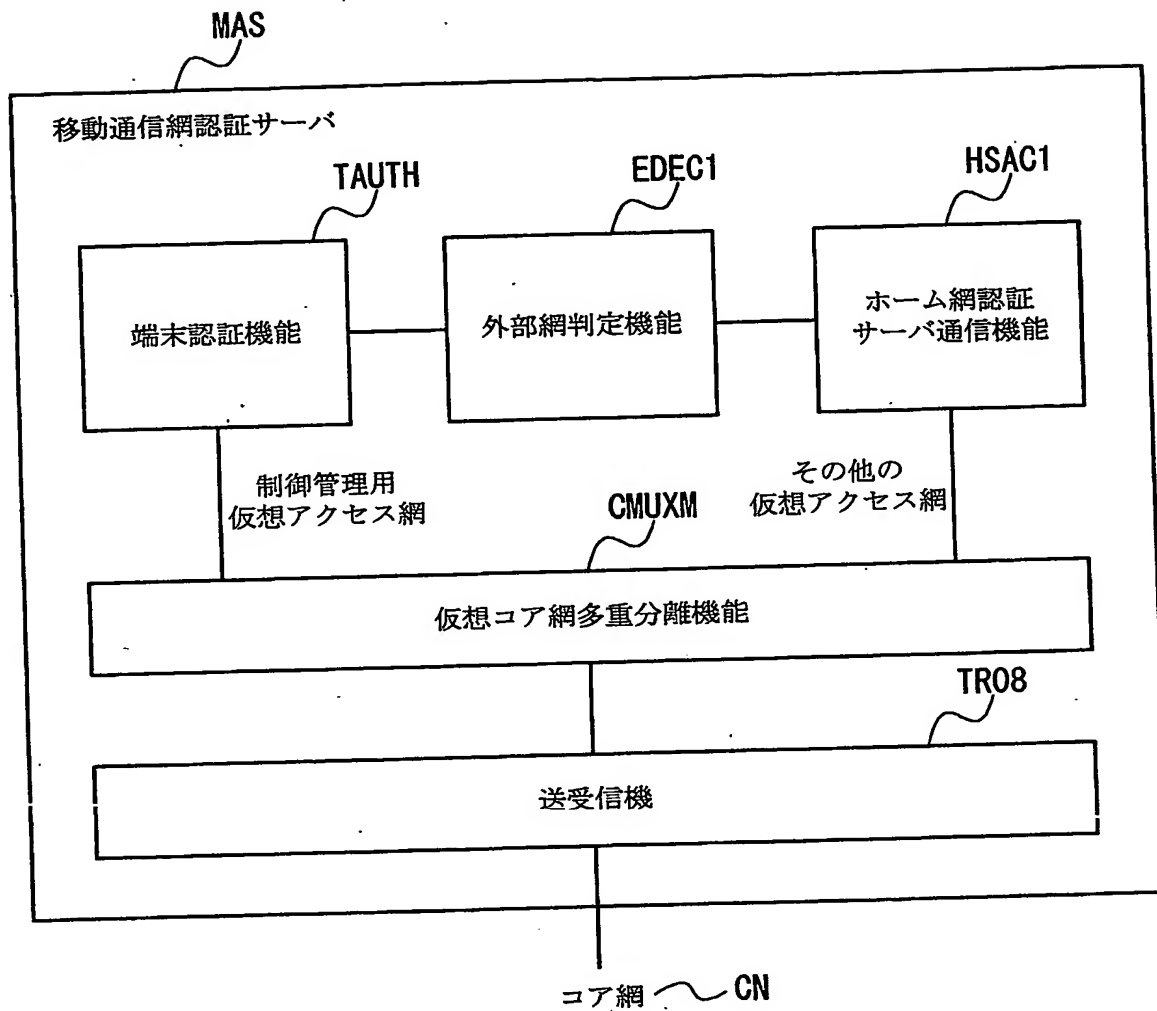 MAS
移動通信網認証サーバ
TAUTH
EDEC1
HSAC1
端末認証機能
外部網判定機能
ホーム網認証
サーバ通信機能
制御管理用
仮想アクセス網
その他の
仮想アクセス網
CMUXM
仮想コア網多重分離機能
TR08
送受信機
コア網
CN